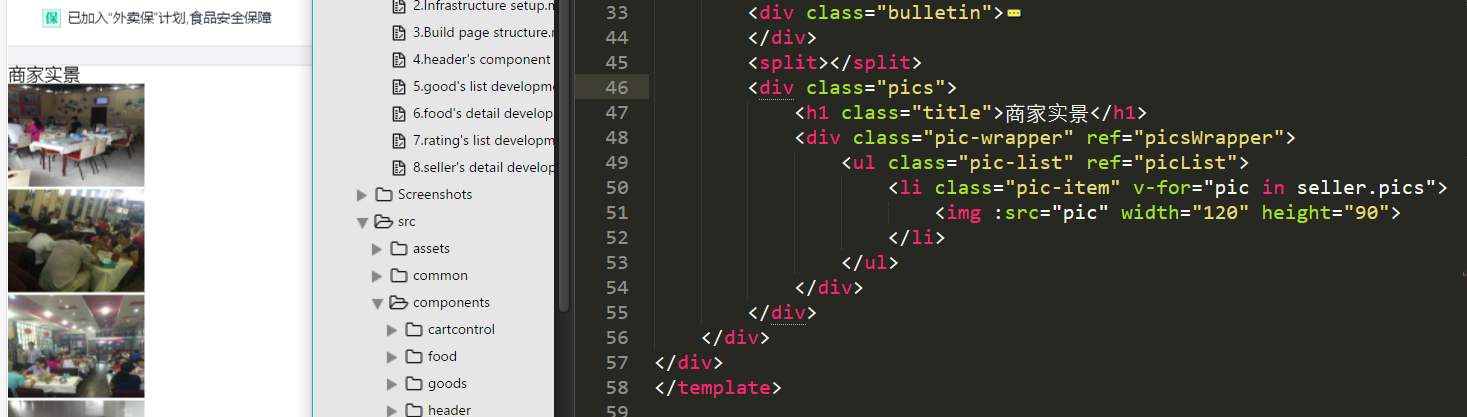 保 已加入“外卖保”计划,食品安全保障
商家实景
2.Infrastructure setup.m
3.Build page structure.r
4.header's component
5.good's list developm
6.food's detail develop
7.rating's list developm
8.seller's detail develop
Screenshots
src
assets
common
components
cartcontrol
food
goods
header
33 <div class="bulletin">
44 </div>
45 <split></split>
46 <div class="pics">
47 <h1 class="title">商家实景</h1>
48 <div class="pic-wrapper" ref="picsWrapper">
49 <ul class="pic-list" ref="picList">
50 <li class="pic-item" v-for="pic in seller.pics">
51 <img :src="pic" width="120" height="90">
52 </li>
53 </ul>
54 </div>
55 </div>
56 </div>
57 </div>
58 </template>
59